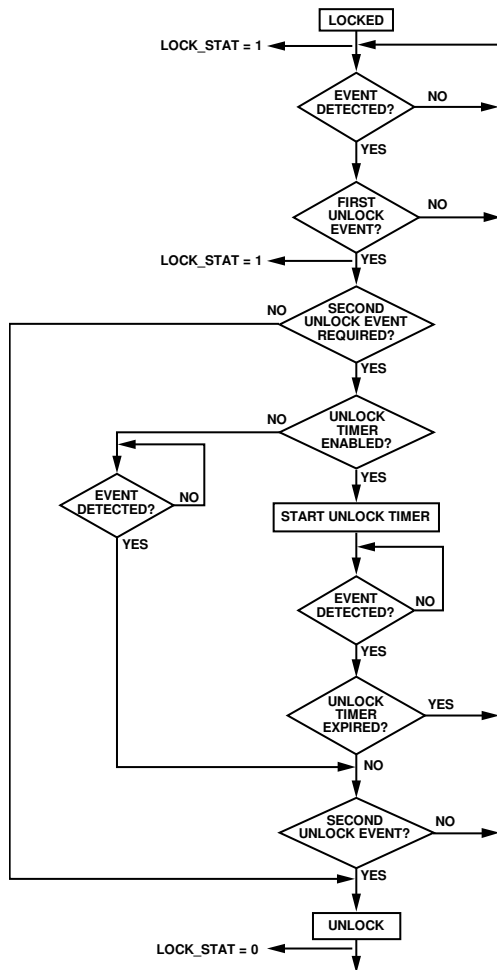 LOCKED
LOCK_STAT = 1
EVENT
DETECTED?
NO
YES
FIRST
UNLOCK
EVENT?
NO
YES
LOCK_STAT = 1
SECOND
UNLOCK EVENT
REQUIRED?
NO
YES
UNLOCK
TIMER
ENABLED?
NO
YES
EVENT
DETECTED?
NO
YES
START UNLOCK TIMER
EVENT
DETECTED?
NO
YES
UNLOCK
TIMER
EXPIRED?
YES
NO
SECOND
UNLOCK EVENT?
NO
YES
UNLOCK
LOCK_STAT = 0